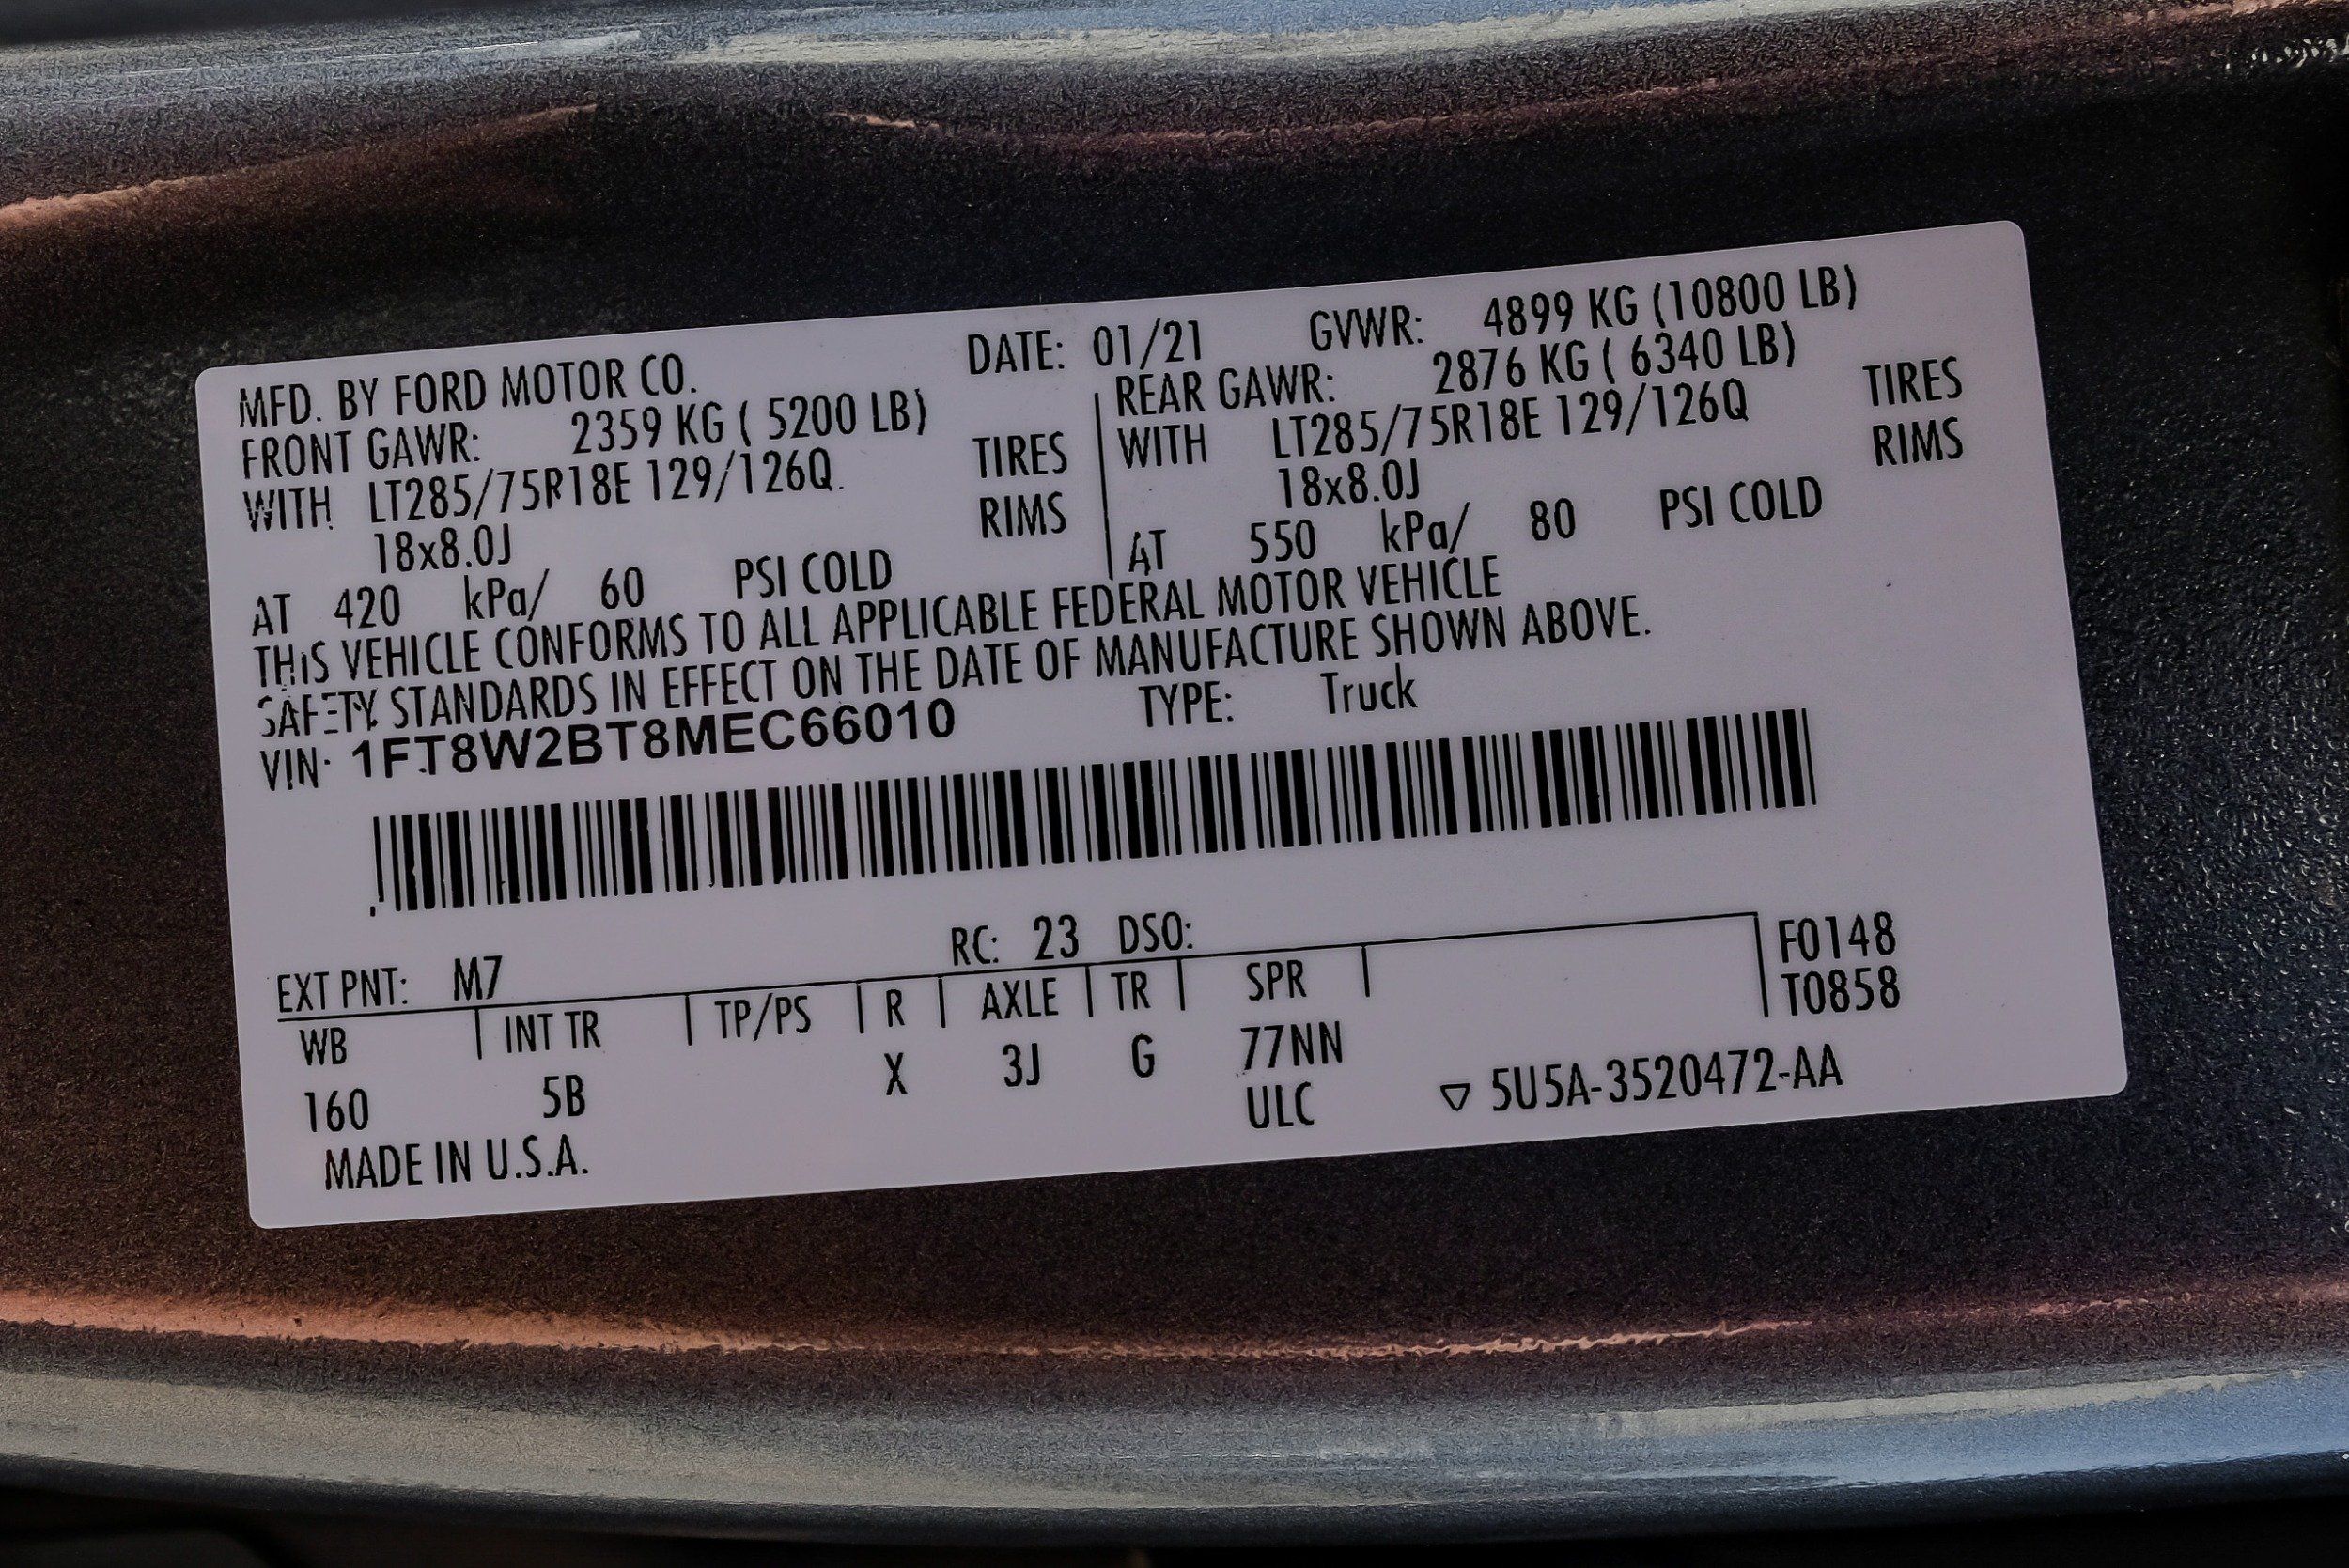 MFD. BY FORD MOTOR CO. DATE: 01/21 GVWR: 4899 KG (10800 LB)
FRONT GAWR: 2359 KG ( 5200 LB) REAR GAWR: 2876 KG ( 6340 LB)
WITH LT285/75R18E 129/126Q TIRES WITH LT285/75R18E 129/126Q TIRES
18x8.0J RIMS 18x8.0J RIMS
AT 420 kPa/ 60 PSI COLD AT 550 kPa/ 80 PSI COLD
THIS VEHICLE CONFORMS TO ALL APPLICABLE FEDERAL MOTOR VEHICLE
SAFETY STANDARDS IN EFFECT ON THE DATE OF MANUFACTURE SHOWN ABOVE.
VIN: 1FT8W2BT8MEC66010 TYPE: Truck
EXT PNT: M7 RC: 23 DSO: F0148
WB INT TR TP/PS R AXLE TR SPR T0858
160 5B X 3J G 77NN
ULC ▽ 5U5A-3520472-AA
MADE IN U.S.A.